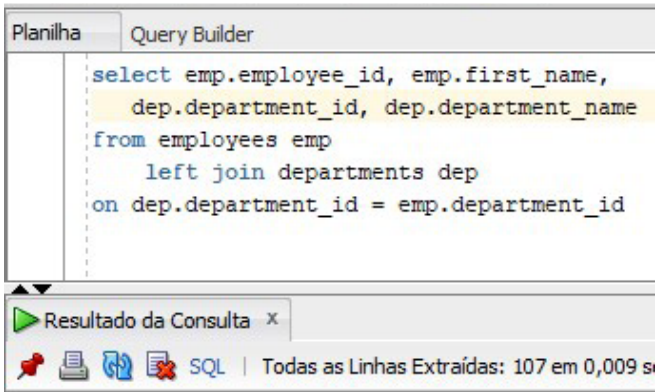 Planilha Query Builder
select emp.employee_id, emp.first_name,
dep.department_id, dep.department_name
from employees emp
left join departments dep
on dep.department_id = emp.department_id
Resultado da Consulta x
SQL | Todas as Linhas Extraídas: 107 em 0,009 se